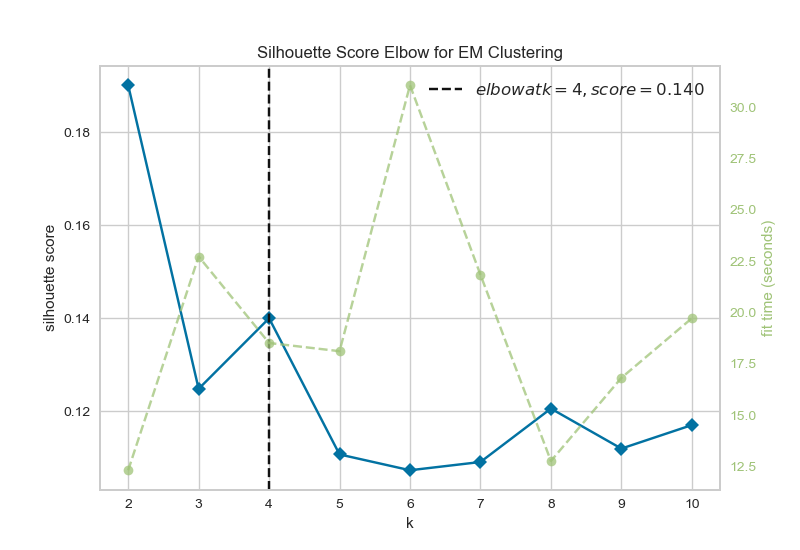 Silhouette Score Elbow for EM Clustering
elbowatk = 4, score = 0.140
silhouette score
0.18
0.16
0.14
0.12
30.0
27.5
25.0
22.5
20.0
17.5
15.0
12.5
fit time (seconds)
2 3 4 5 6 7 8 9 10
k